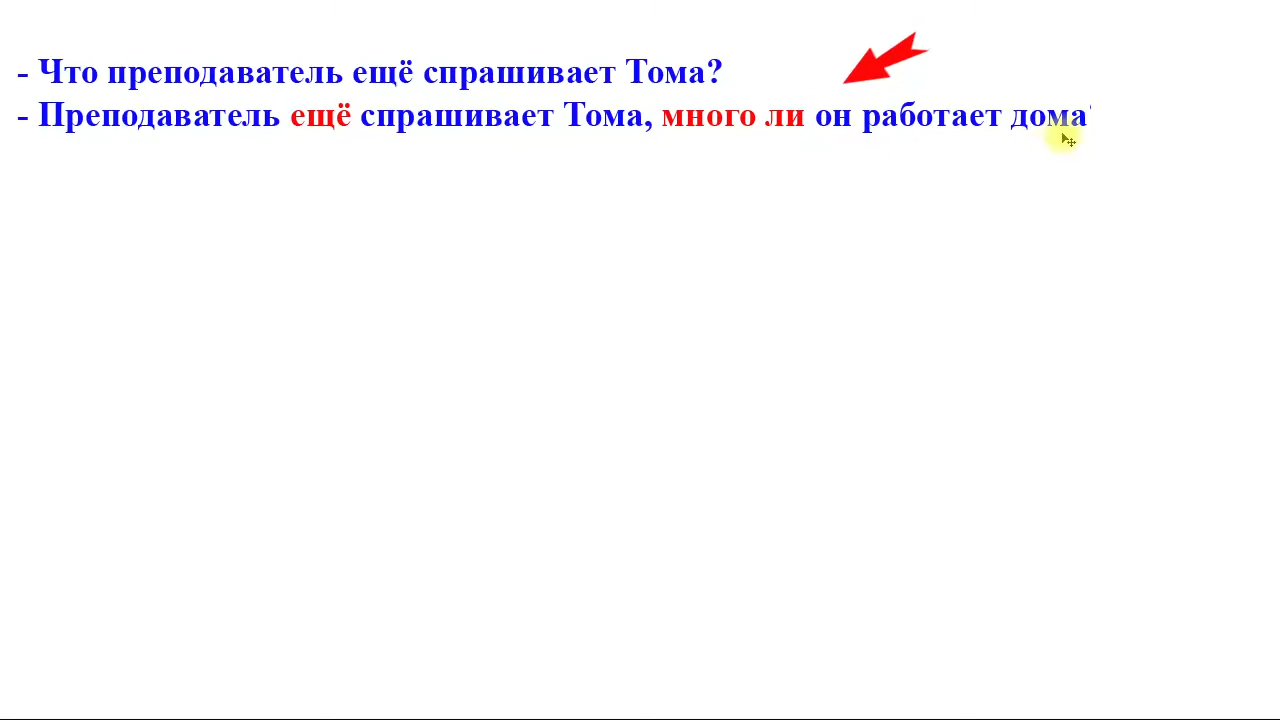 - Что преподаватель ещё спрашивает Тома?
- Преподаватель ещё спрашивает Тома, много ли он работает дома